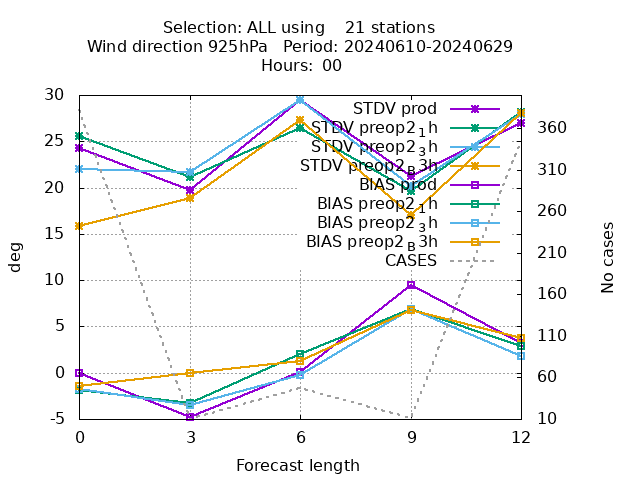 Selection: ALL using    21 stations
Wind direction 925hPa   Period: 20240610-20240629
Hours: 00
30
25
20
15
10
5
0
-5
deg
STDV prod
STDV preop2_1h
STDV preop2_3h
STDV preop2_B3h
BIAS prod
BIAS preop2_1h
BIAS preop2_3h
BIAS preop2_B3h
CASES
360
310
260
210
160
110
60
10
No cases
0 3 6 9 12
Forecast length